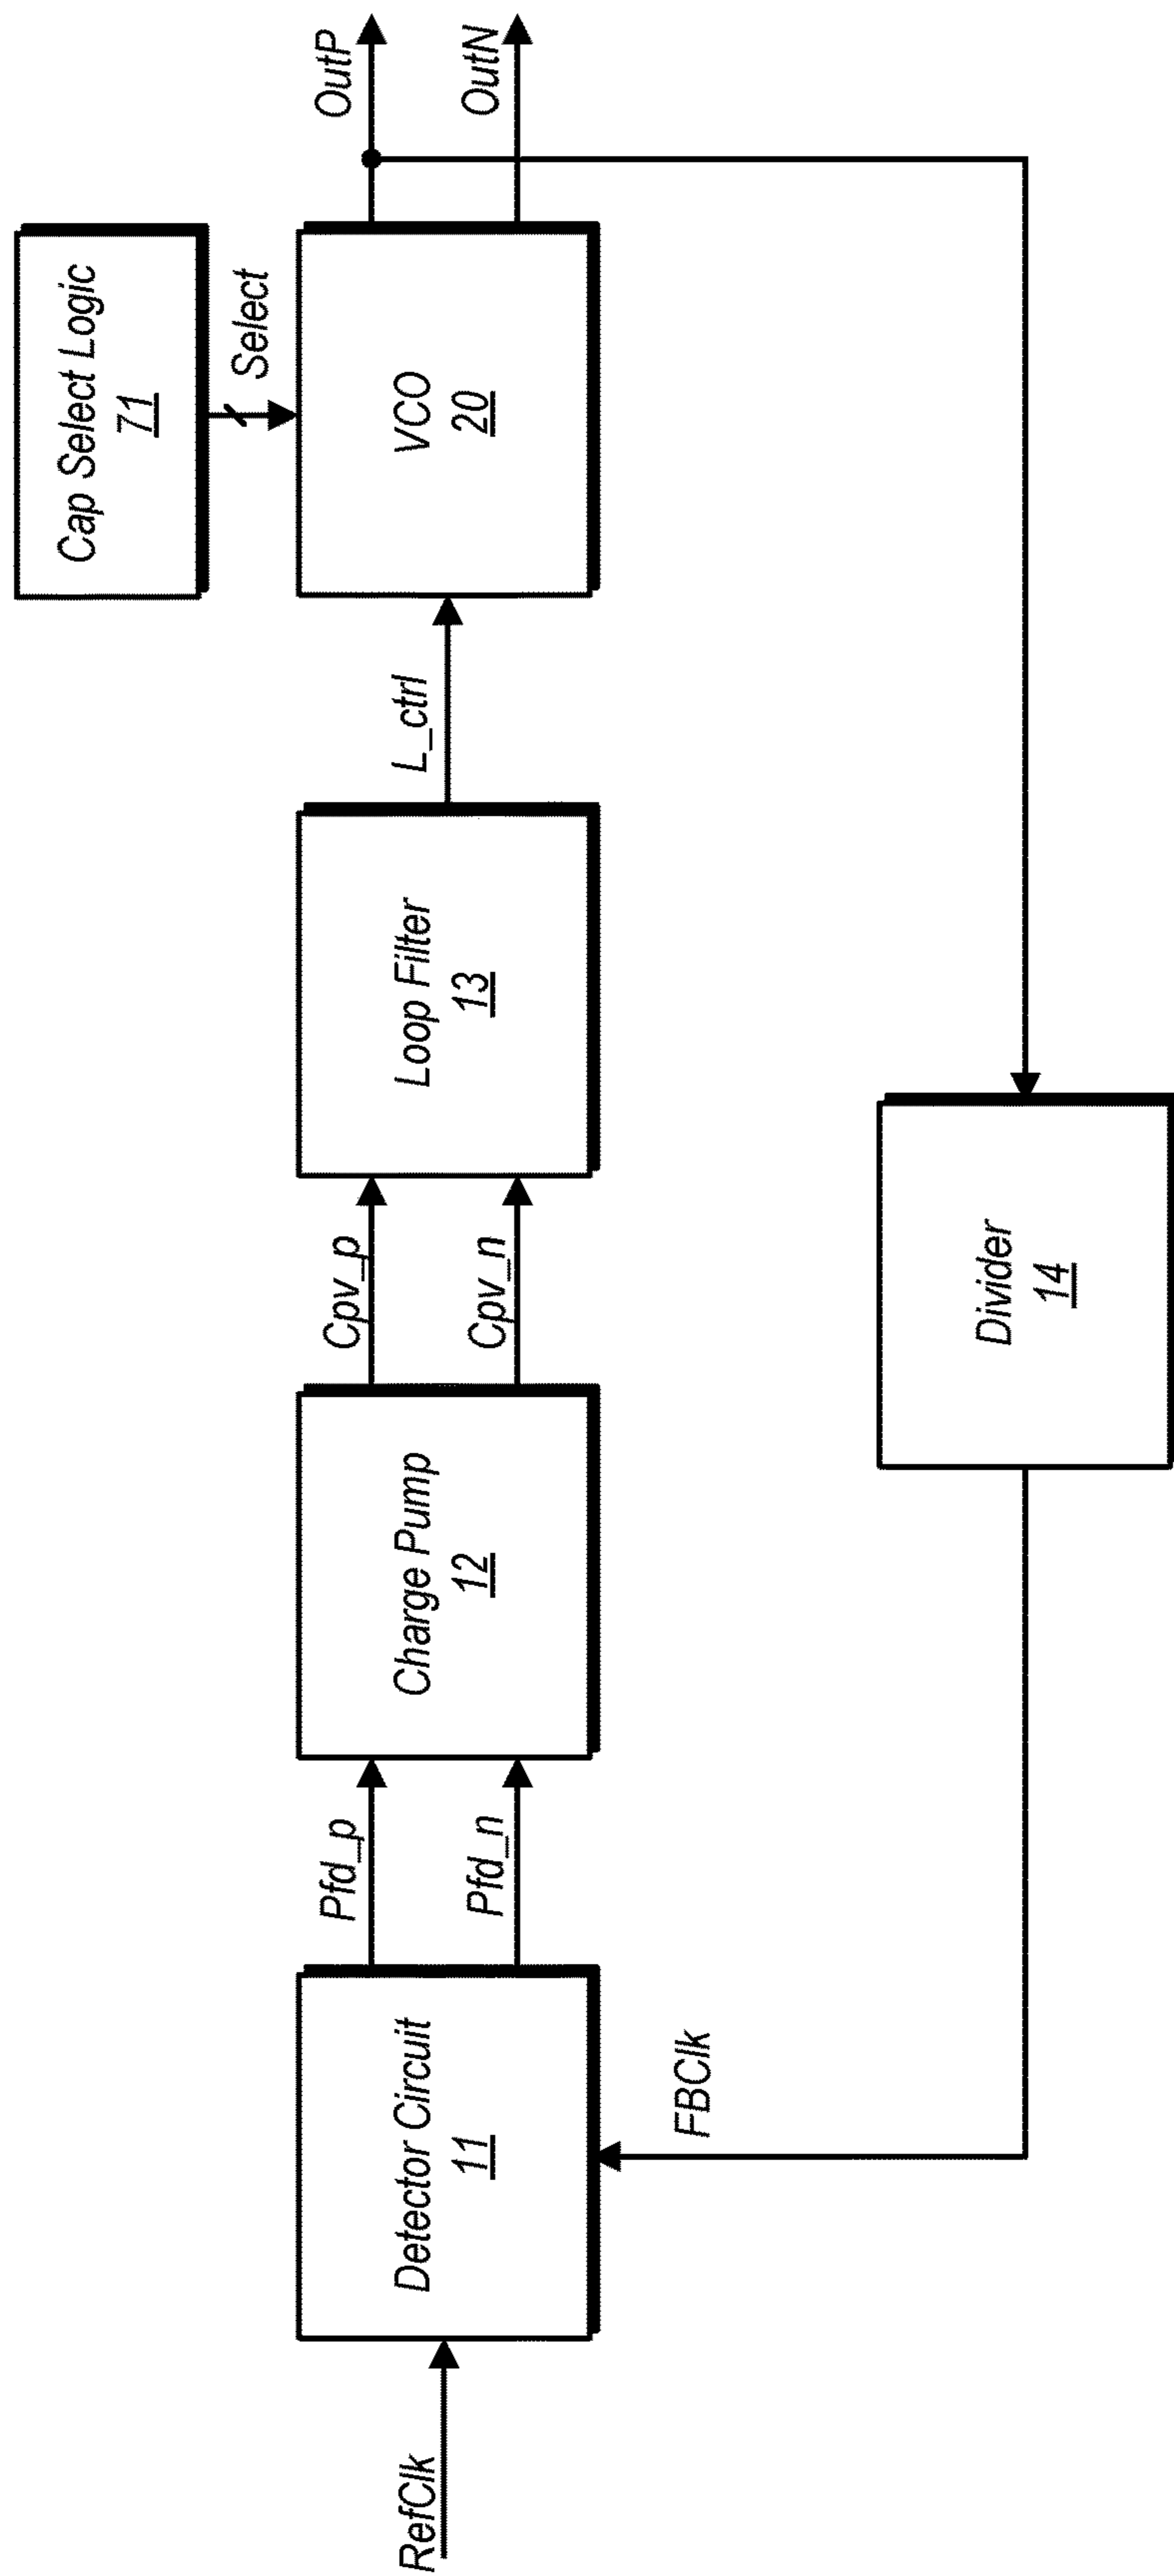 RefClk
Detector Circuit
11
Pfd_p
Pfd_n
Charge Pump
12
Cpv_p
Cpv_n
Loop Filter
13
L_ctrl
Cap Select Logic
71
Select
VCO
20
OutP
OutN
FBClk
Divider
14